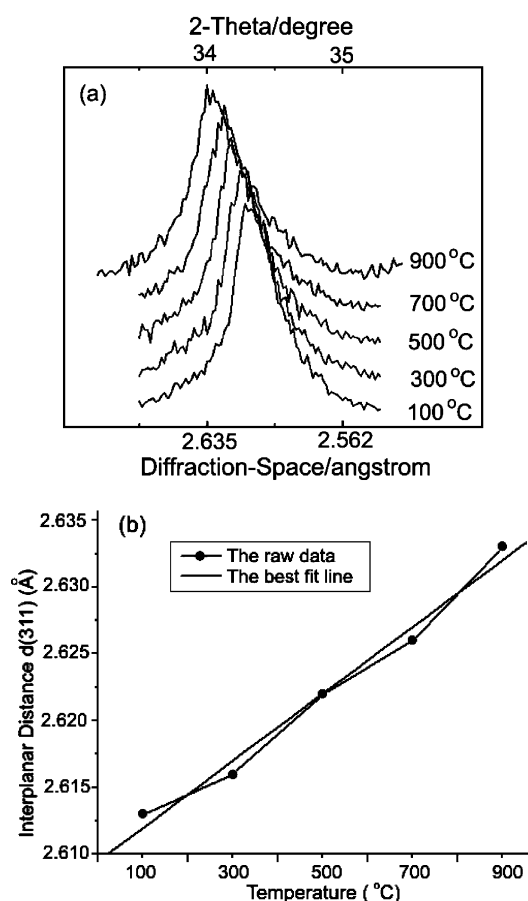 2-Theta/degree
34 35
(a)
900 °C
700 °C
500 °C
300 °C
100 °C
2.635 2.562
Diffraction-Space/angstrom
(b)
The raw data
The best fit line
2.635
2.630
2.625
2.620
2.615
2.610
Interplanar Distance d(311) (Å)
100 300 500 700 900
Temperature ( °C)